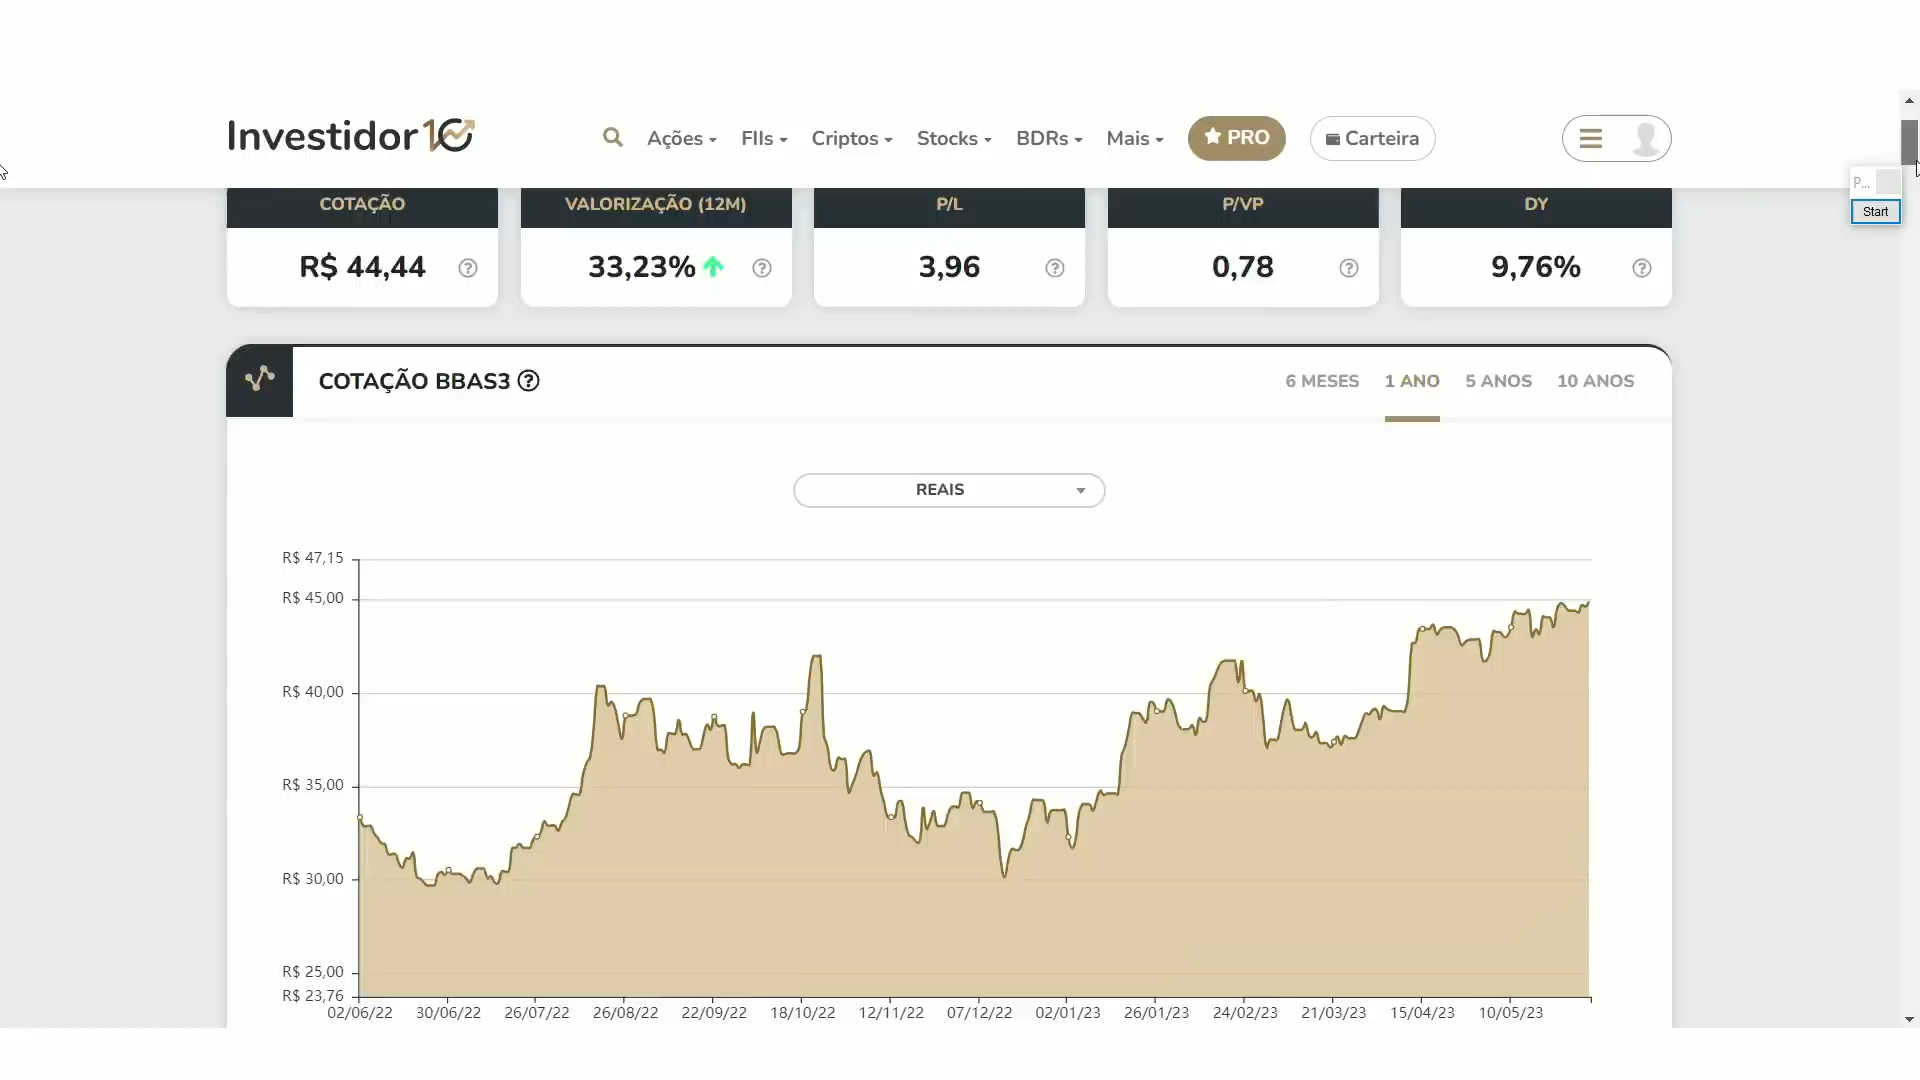 Investidor10
Ações FIIs Criptos Stocks BDRs Mais PRO Carteira
P...
Start
COTAÇÃO VALORIZAÇÃO (12M) P/L P/VP DY
R$ 44,44 33,23% 3,96 0,78 9,76%
COTAÇÃO BBAS3
6 MESES 1 ANO 5 ANOS 10 ANOS
REAIS
R$ 47,15
R$ 45,00
R$ 40,00
R$ 35,00
R$ 30,00
R$ 25,00
R$ 23,76
02/06/22 30/06/22 26/07/22 26/08/22 22/09/22 18/10/22 12/11/22 07/12/22 02/01/23 26/01/23 24/02/23 21/03/23 15/04/23 10/05/23